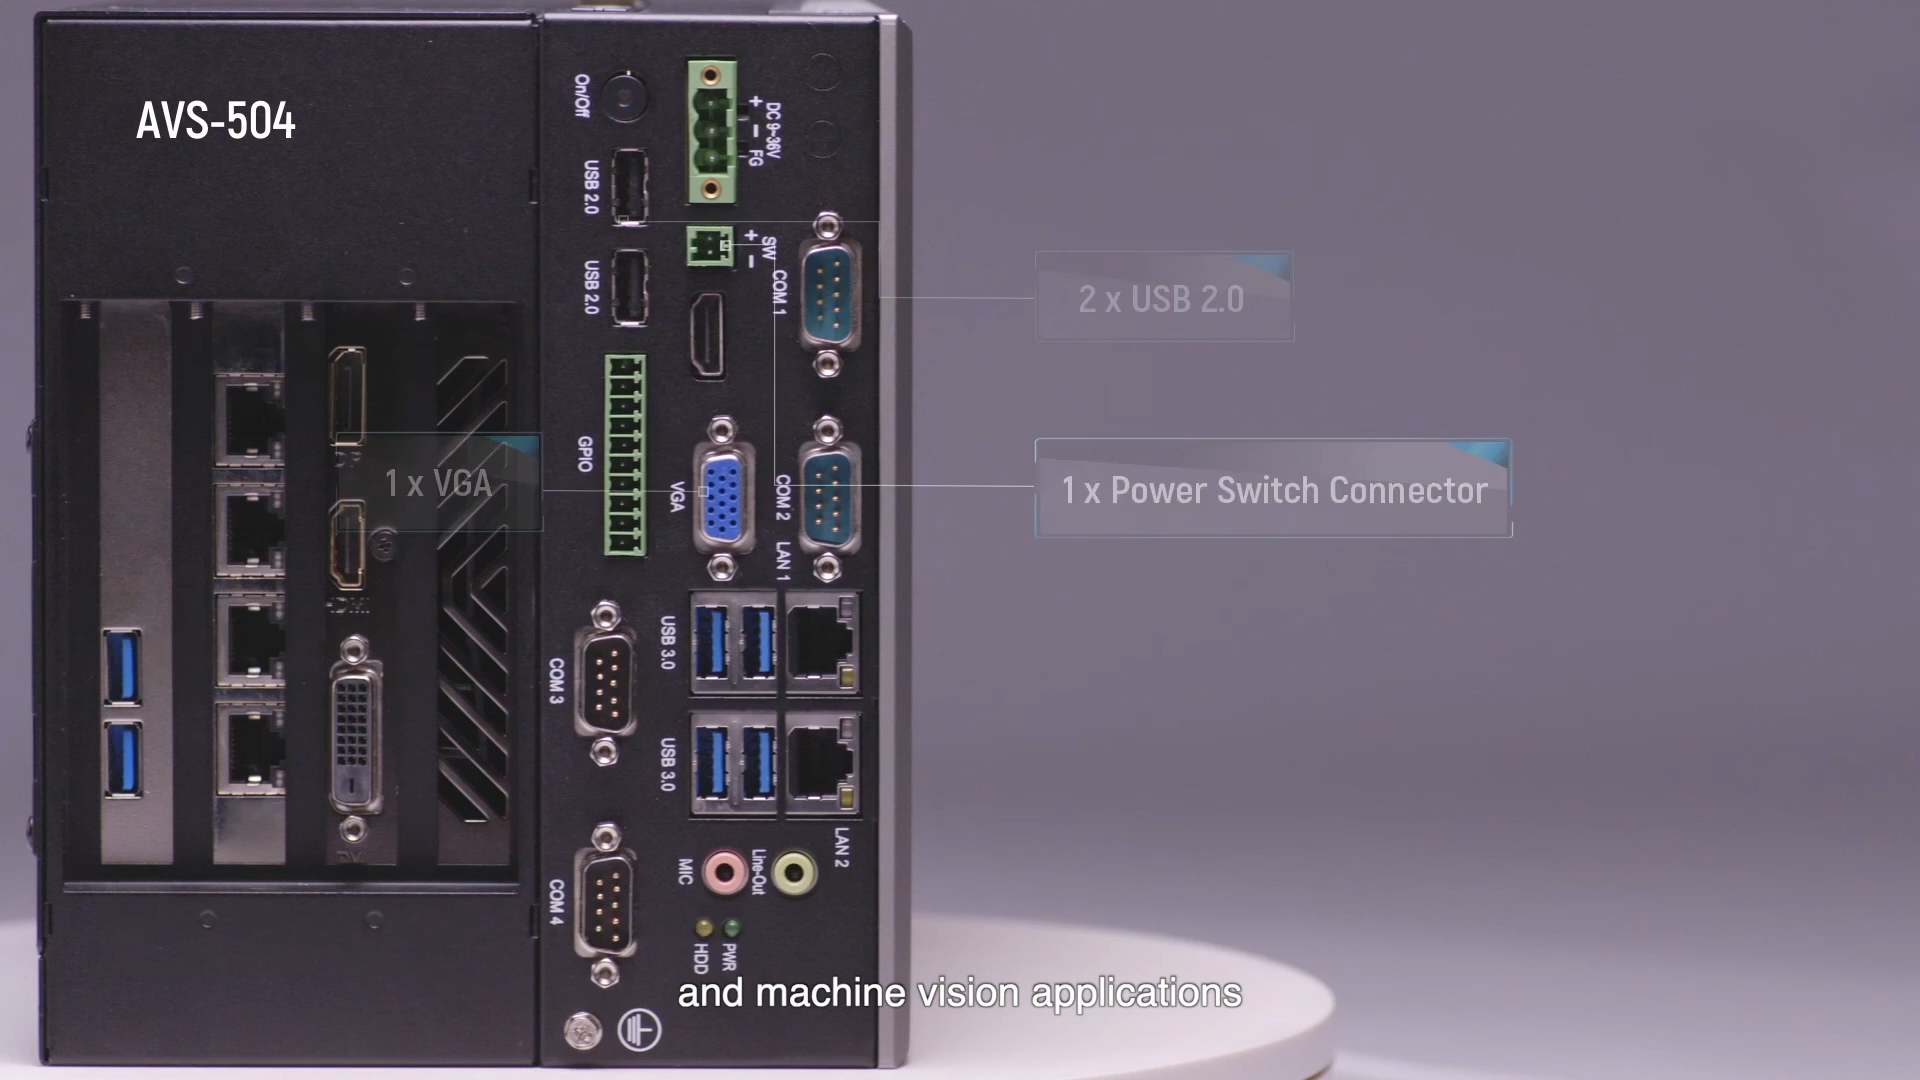 AVS-504
On/Off
+ - FG
DC 9~36V
USB 2.0
+ -
SW
USB 2.0
COM 1
2 x USB 2.0
GPIO
1 x VGA
VGA
COM 2
1 x Power Switch Connector
LAN 1
COM 3
USB 3.0
USB 3.0
LAN 2
MIC
Line-Out
COM 4
HDD
PWR
and machine vision applications